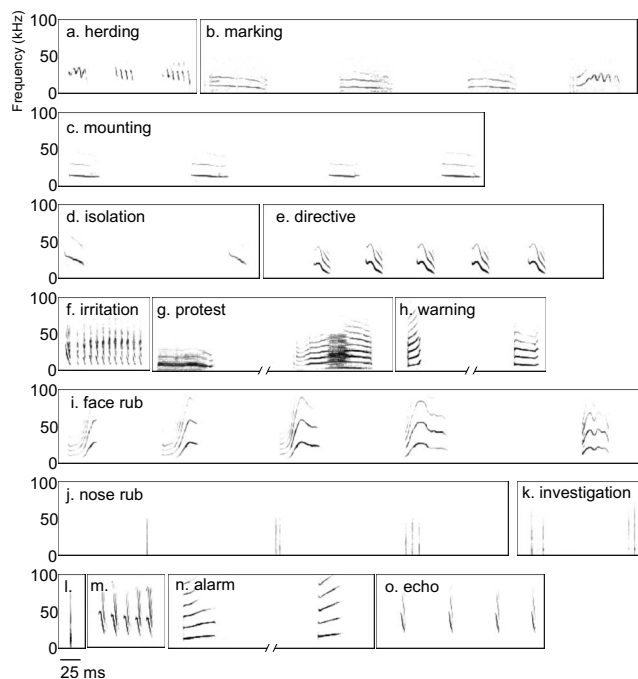 Frequency (kHz)
100
50
0
a. herding
b. marking
100
50
0
c. mounting
100
50
0
d. isolation
e. directive
100
50
0
f. irritation
g. protest
h. warning
100
50
0
i. face rub
100
50
0
j. nose rub
k. investigation
100
50
0
l.
m.
n. alarm
o. echo
25 ms